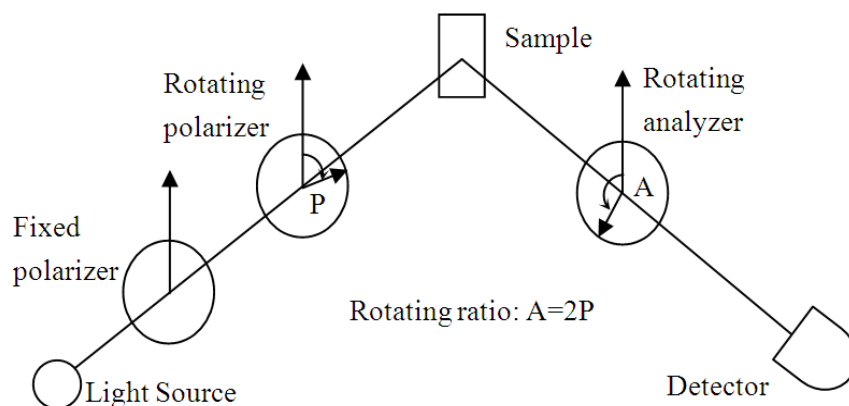 Sample
Rotating
polarizer
Rotating
analyzer
P
A
Fixed
polarizer
Rotating ratio: A=2P
Light Source
Detector